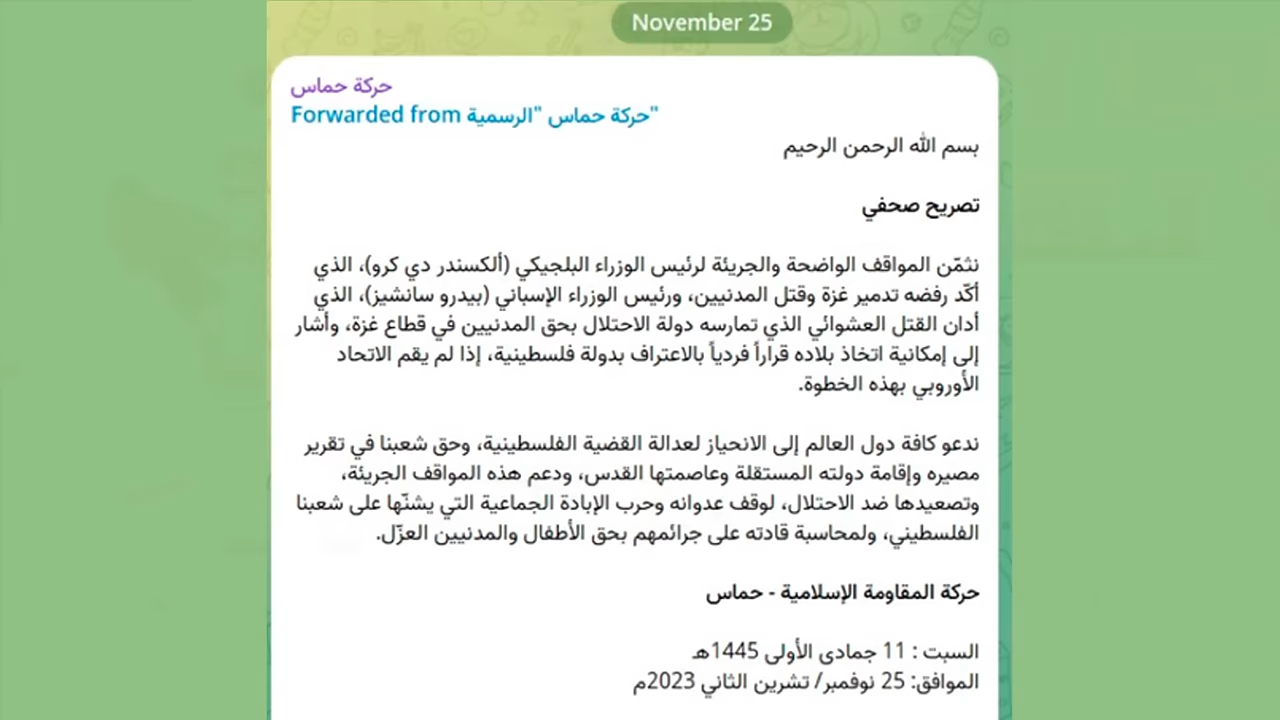 November 25
حركة حماس
Forwarded from حركة حماس "الرسمية"
بسم الله الرحمن الرحيم
تصريح صحفي
نثمّن المواقف الواضحة والجريئة لرئيس الوزراء البلجيكي (ألكسندر دي كرو)، الذي
أكّد رفضه تدمير غزة وقتل المدنيين، ورئيس الوزراء الإسباني (بيدرو سانشيز)، الذي
أدان القتل العشوائي الذي تمارسه دولة الاحتلال بحق المدنيين في قطاع غزة، وأشار
إلى إمكانية اتخاذ بلاده قراراً فردياً بالاعتراف بدولة فلسطينية، إذا لم يقم الاتحاد
الأوروبي بهذه الخطوة.
ندعو كافة دول العالم إلى الانحياز لعدالة القضية الفلسطينية، وحق شعبنا في تقرير
مصيره وإقامة دولته المستقلة وعاصمتها القدس، ودعم هذه المواقف الجريئة،
وتصعيدها ضد الاحتلال، لوقف عدوانه وحرب الإبادة الجماعية التي يشنّها على شعبنا
الفلسطيني، ولمحاسبة قادته على جرائمهم بحق الأطفال والمدنيين العزّل.
حركة المقاومة الإسلامية - حماس
السبت : 11 جمادى الأولى 1445هـ
الموافق: 25 نوفمبر/ تشرين الثاني 2023م